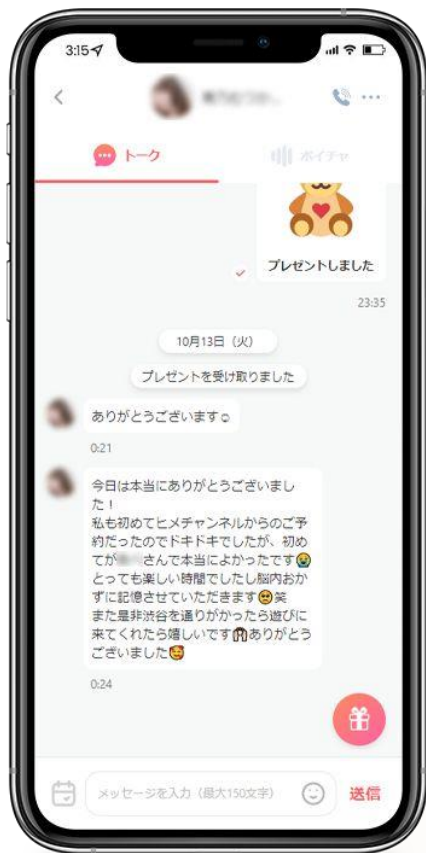 3:15
トーク
ボイチャ
プレゼントしました
23:35
10月13日（火）
プレゼントを受け取りました
ありがとうございます☺
0:21
今日は本当にありがとうございまし
た！
私も初めてヒメチャンネルからのご予
約だったのでドキドキでしたが、初め
てが
さんで本当によかったです😭
とっても楽しい時間でしたし脳内おか
ずに記憶させていただきます🥺笑
また是非渋谷を通りがかったら遊びに
来てくれたら嬉しいです🙈ありがとう
ございました🥰
0:24
メッセージを入力（最大150文字）
送信